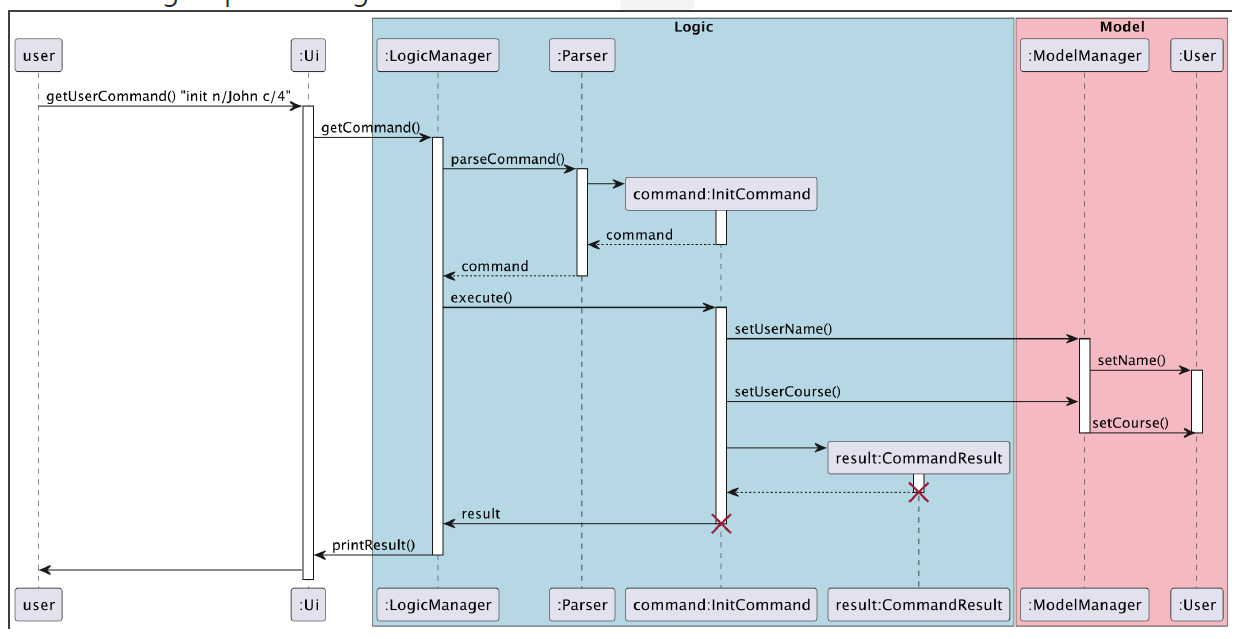 Logic
Model
user
:Ui
:LogicManager
:Parser
:ModelManager
:User
getUserCommand() "init n/John c/4"
getCommand()
parseCommand()
command:InitCommand
command
command
execute()
setUserName()
setName()
setUserCourse()
setCourse()
result:CommandResult
result
printResult()
user
:Ui
:LogicManager
:Parser
command:InitCommand
result:CommandResult
:ModelManager
:User